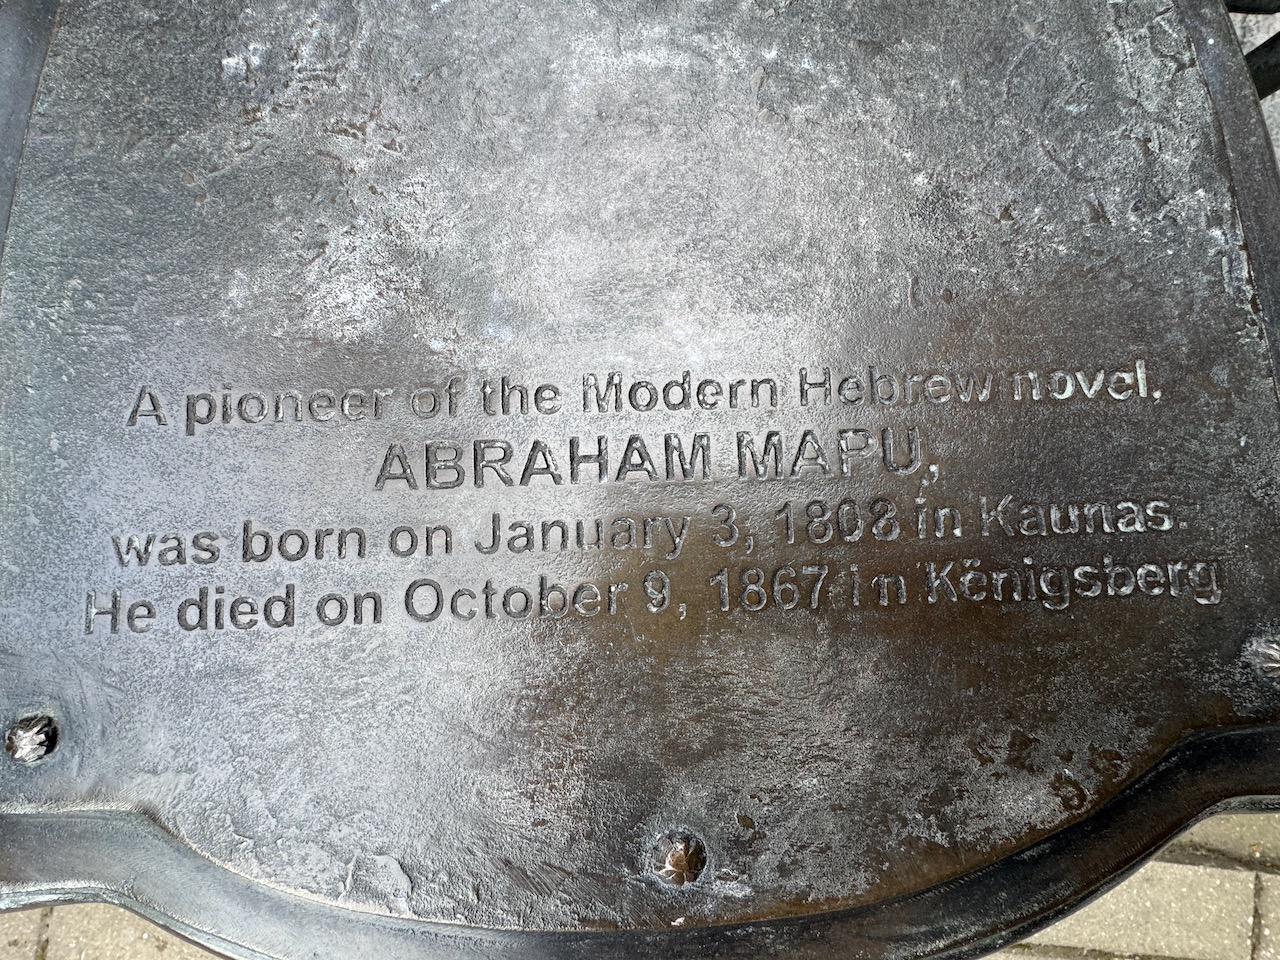 A pioneer of the Modern Hebrew novel,
ABRAHAM MAPU,
was born on January 3, 1808 in Kaunas.
He died on October 9, 1867 in Kënigsberg